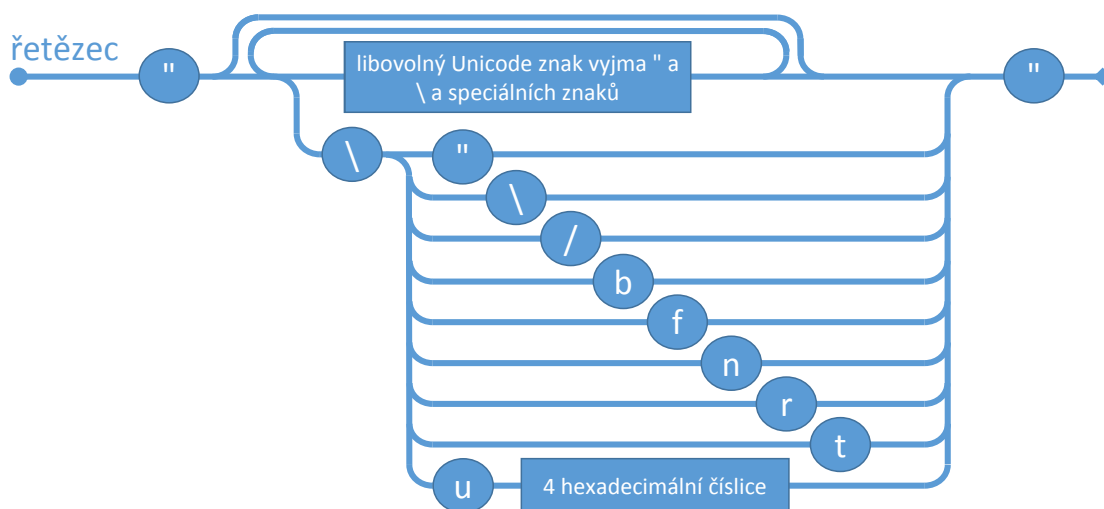 řetězec
"
libovolný Unicode znak vyjma " a
\ a speciálních znaků
"
\
"
\
/
b
f
n
r
t
u
4 hexadecimální číslice